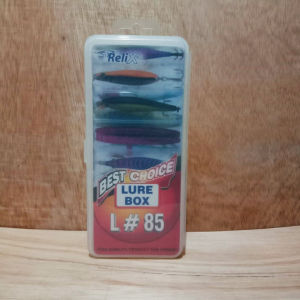 Relix
BEST CHOICE
LURE
BOX
L # 85